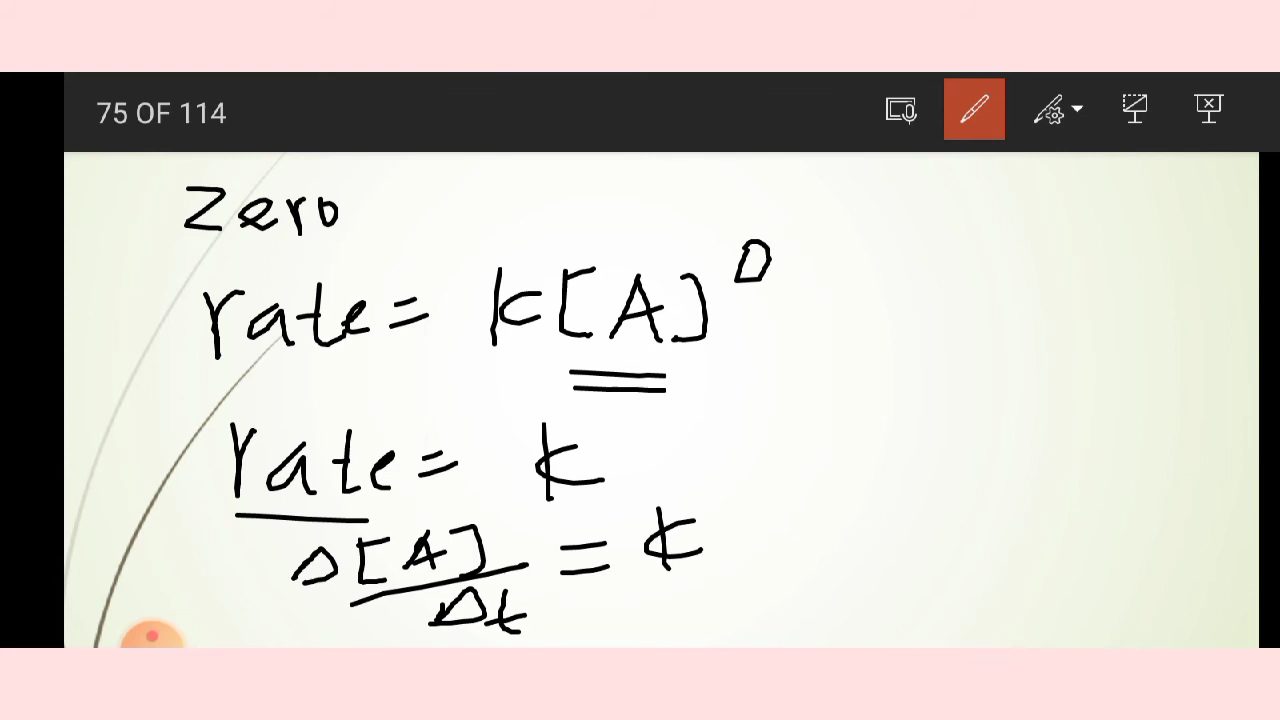 75 OF 114
Zero
rate = k[A]⁰
rate = k
Δ[A]/Δt = k